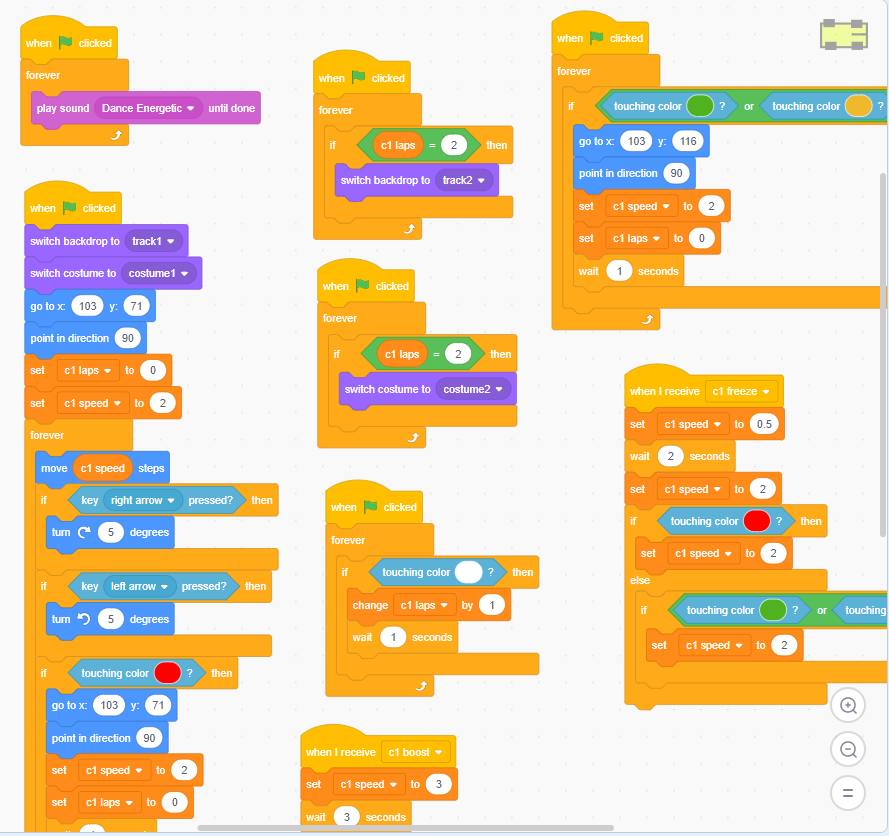 when clicked
forever
play sound Dance Energetic until done
when clicked
switch backdrop to track1
switch costume to costume1
go to x: 103 y: 71
point in direction 90
set c1 laps to 0
set c1 speed to 2
forever
move c1 speed steps
if key right arrow pressed? then
turn 5 degrees
if key left arrow pressed? then
turn 5 degrees
if touching color ? then
go to x: 103 y: 71
point in direction 90
set c1 speed to 2
set c1 laps to 0
when clicked
forever
if c1 laps = 2 then
switch backdrop to track2
when clicked
forever
if c1 laps = 2 then
switch costume to costume2
when clicked
forever
if touching color ? then
change c1 laps by 1
wait 1 seconds
when I receive c1 boost
set c1 speed to 3
wait 3 seconds
when clicked
forever
if touching color ? or touching color ?
go to x: 103 y: 116
point in direction 90
set c1 speed to 2
set c1 laps to 0
wait 1 seconds
when I receive c1 freeze
set c1 speed to 0.5
wait 2 seconds
set c1 speed to 2
if touching color ? then
set c1 speed to 2
else
if touching color ? or touching
set c1 speed to 2